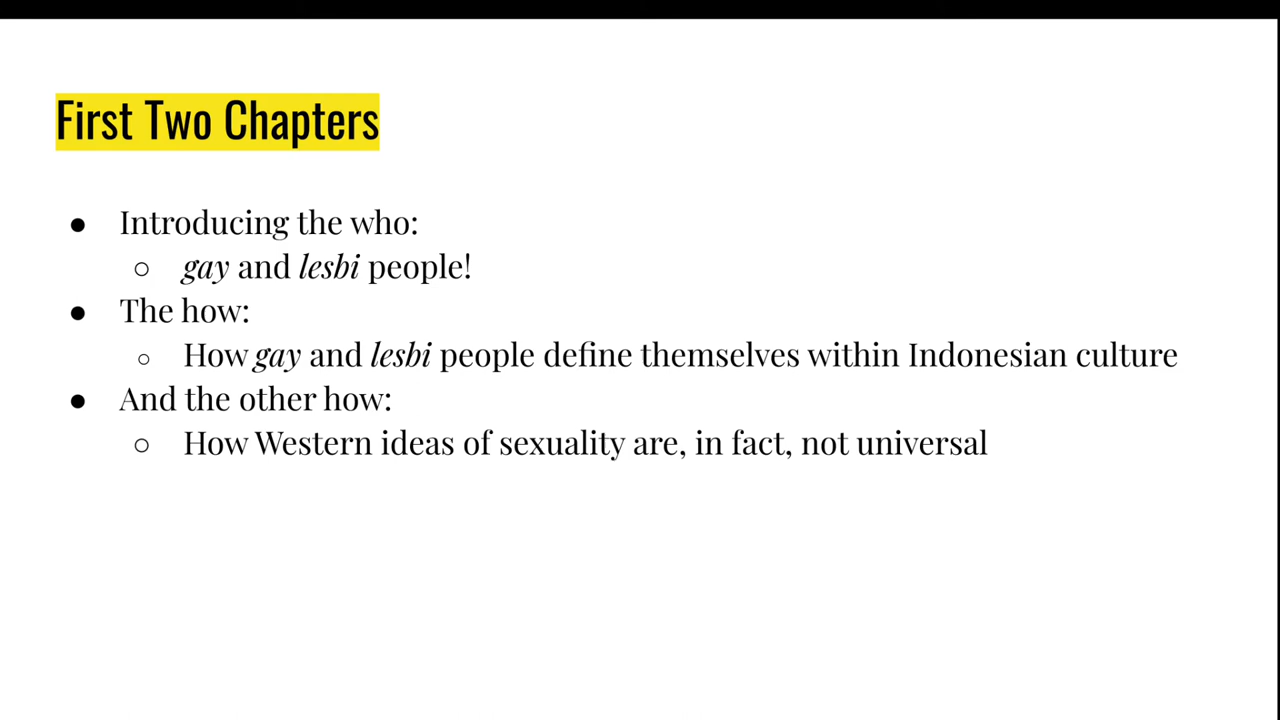 First Two Chapters
● Introducing the who:
○ gay and lesbi people!
● The how:
○ How gay and lesbi people define themselves within Indonesian culture
● And the other how:
○ How Western ideas of sexuality are, in fact, not universal